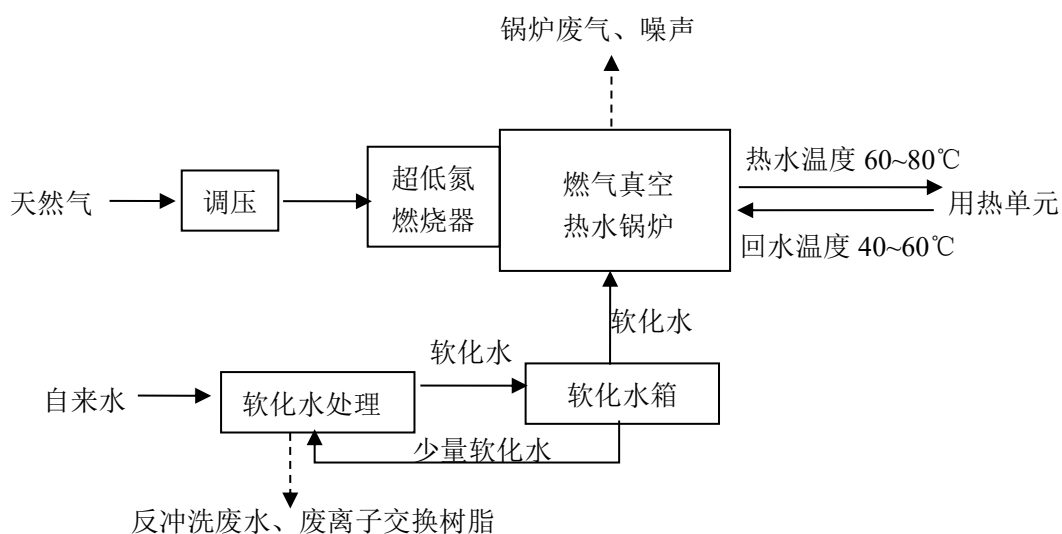 锅炉废气、噪声
天然气
调压
超低氮
燃烧器
燃气真空
热水锅炉
热水温度 60~80℃
用热单元
回水温度 40~60℃
软化水
软化水
自来水
软化水处理
软化水箱
少量软化水
反冲洗废水、废离子交换树脂